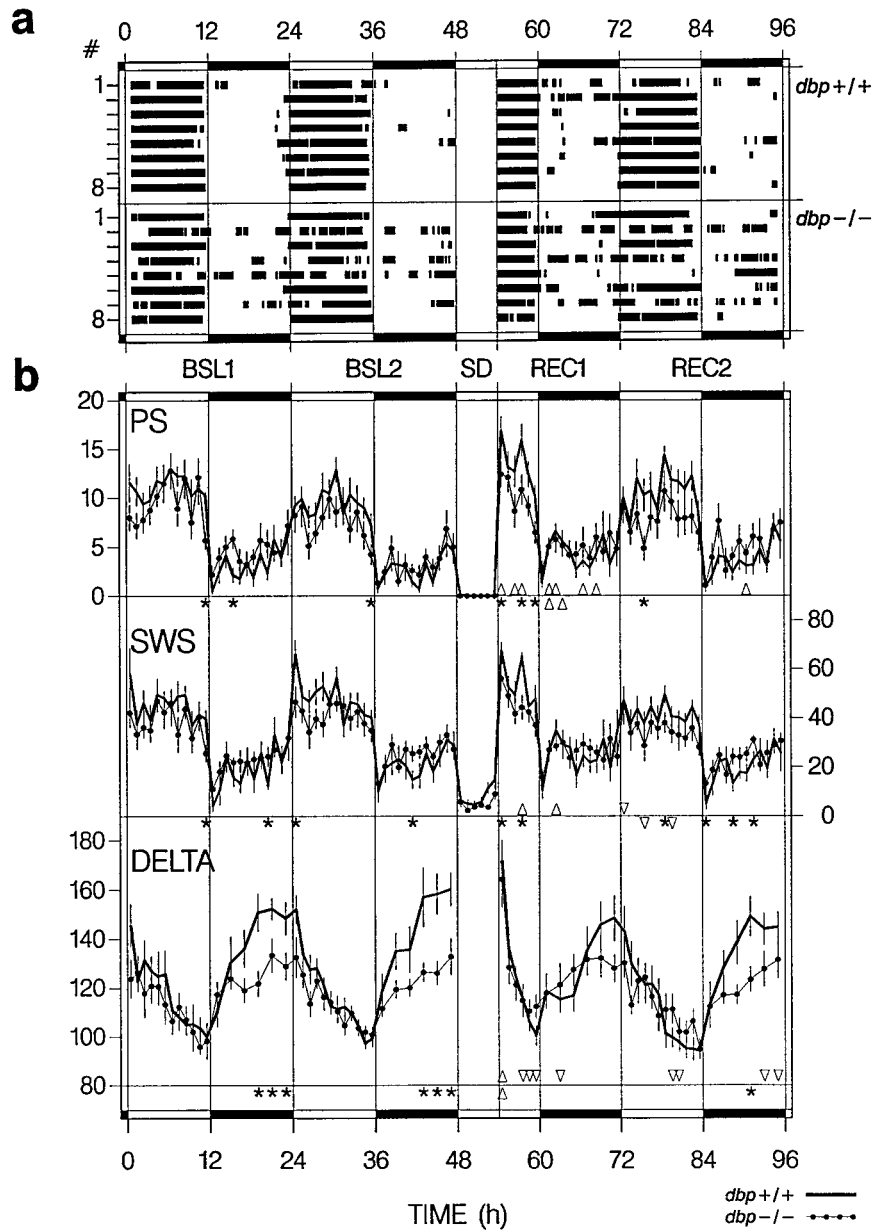 a
0 12 24 36 48 60 72 84 96
#
1
dbp+/+
8
1
dbp-/-
8
b
BSL1 BSL2 SD REC1 REC2
20
PS
15
10
5
0
* * * * * * *
80
SWS
60
40
20
0
* * * * * * * * * *
180
DELTA
160
140
120
100
80
* * * * * * *
0 12 24 36 48 60 72 84 96
TIME (h)
dbp+/+
dbp-/-